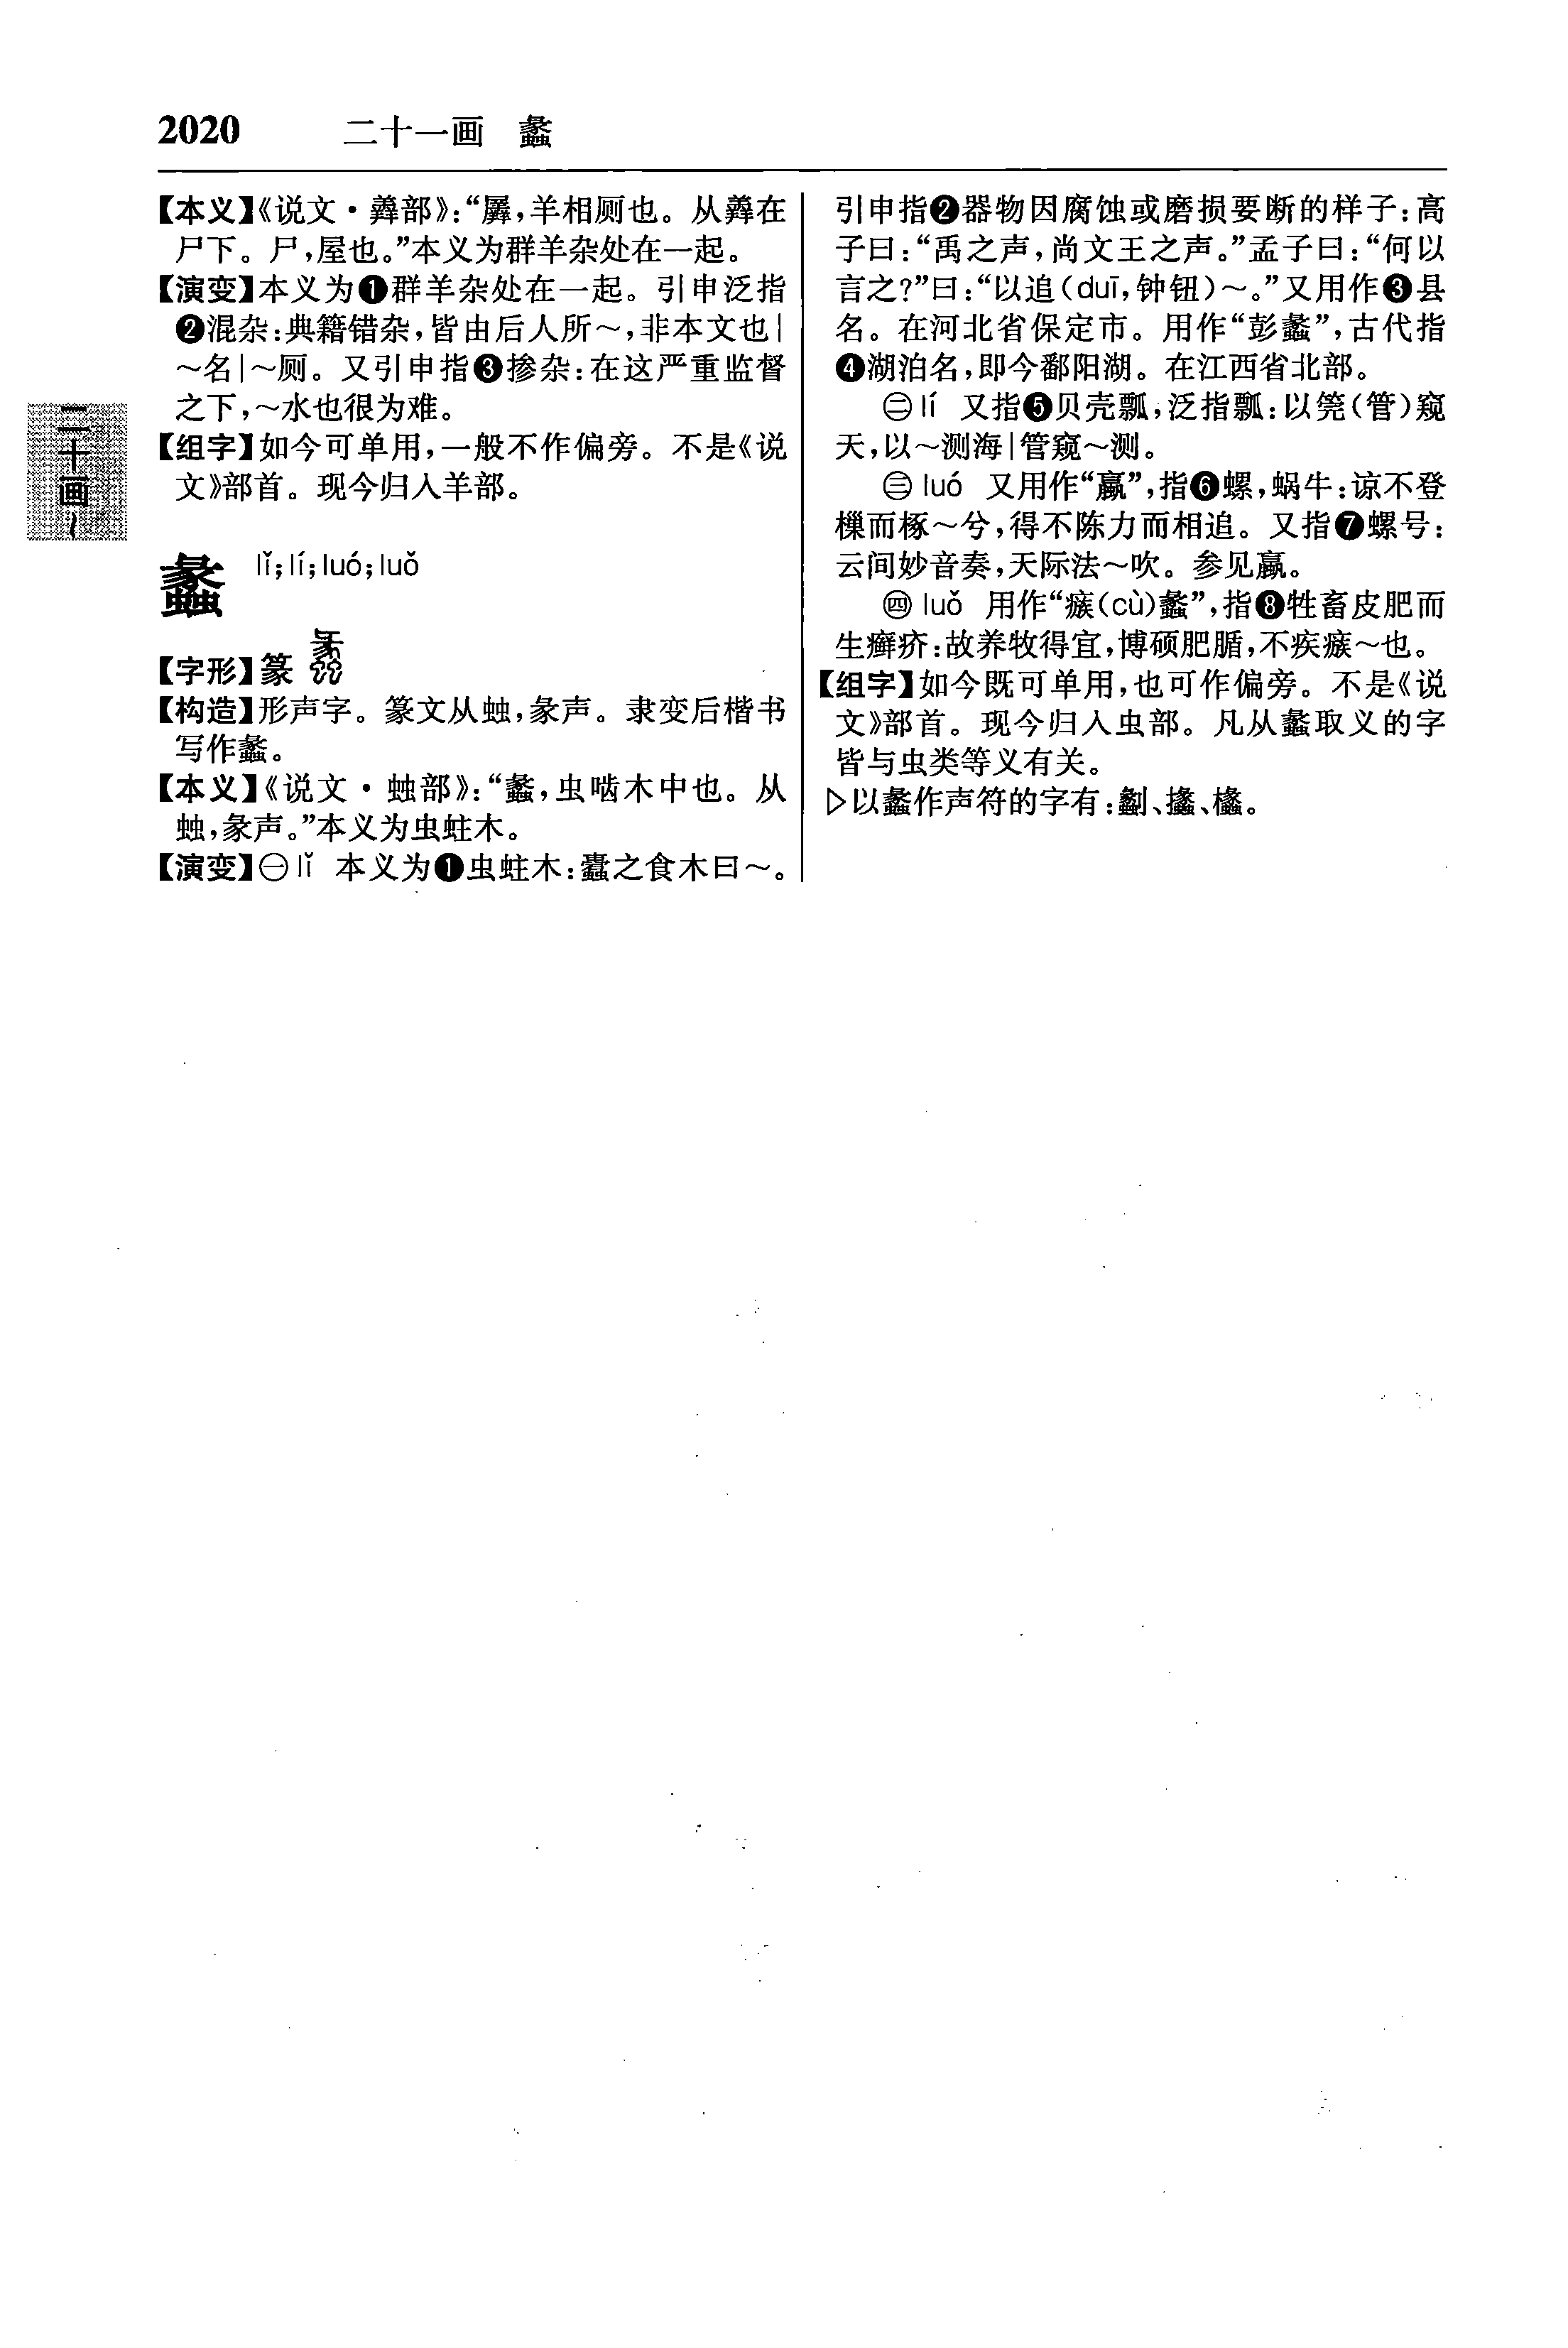 2020 二十一画 蠡
【本义】《说文·羴部》:“羼,羊相厕也。从羴在
尸下。尸,屋也。”本义为群羊杂处在一起。
【演变】本义为❶群羊杂处在一起。引申泛指
❷混杂:典籍错杂,皆由后人所～,非本文也|
～名|～厕。又引申指❸掺杂:在这严重监督
之下,～水也很为难。
【组字】如今可单用,一般不作偏旁。不是《说
文》部首。现今归入羊部。
蠡 lǐ;lí;luó;luǒ
【字形】篆
【构造】形声字。篆文从䖵,彖声。隶变后楷书
写作蠡。
【本义】《说文·䖵部》:“蠡,虫啮木中也。从
䖵,彖声。”本义为虫蛀木。
【演变】㊀lǐ 本义为❶虫蛀木:蠹之食木曰～。
引申指❷器物因腐蚀或磨损要断的样子:高
子曰:“禹之声,尚文王之声。”孟子曰:“何以
言之?”曰:“以追(duī,钟钮)～。”又用作❸县
名。在河北省保定市。用作“彭蠡”,古代指
❹湖泊名,即今鄱阳湖。在江西省北部。
㊁lí 又指❺贝壳瓢,泛指瓢:以筦(管)窥
天,以～测海|管窥～测。
㊂luó 又用作“蠃”,指❻螺,蜗牛:谅不登
樔而椓～兮,得不陈力而相追。又指❼螺号:
云间妙音奏,天际法～吹。参见蠃。
㊃luǒ 用作“瘯(cù)蠡”,指❽牲畜皮肥而
生癣疥:故养牧得宜,博硕肥腯,不疾瘯～也。
【组字】如今既可单用,也可作偏旁。不是《说
文》部首。现今归入虫部。凡从蠡取义的字
皆与虫类等义有关。
▷以蠡作声符的字有:劙、攭、欚。
二十画～